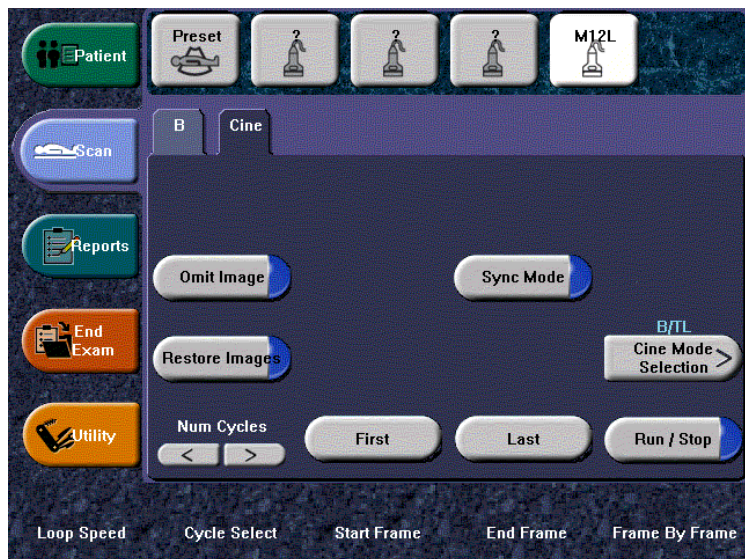 Patient
Preset
?
?
?
M12L
Scan
B
Cine
Reports
Omit Image
Sync Mode
End
Exam
Restore Images
B/TL
Cine Mode >
Selection
Utility
Num Cycles
< >
First
Last
Run / Stop
Loop Speed
Cycle Select
Start Frame
End Frame
Frame By Frame